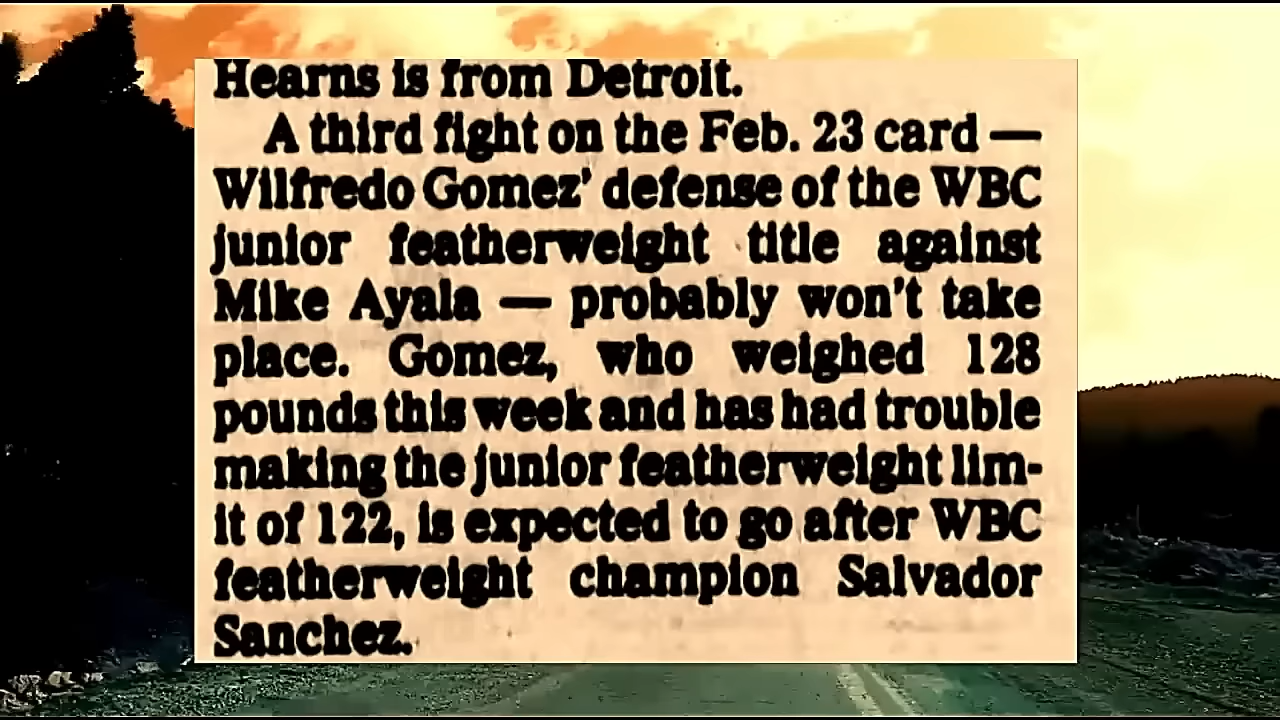 Hearns is from Detroit.
A third fight on the Feb. 23 card —
Wilfredo Gomez' defense of the WBC
junior featherweight title against
Mike Ayala — probably won't take
place. Gomez, who weighed 128
pounds this week and has had trouble
making the junior featherweight lim-
it of 122, is expected to go after WBC
featherweight champion Salvador
Sanchez.